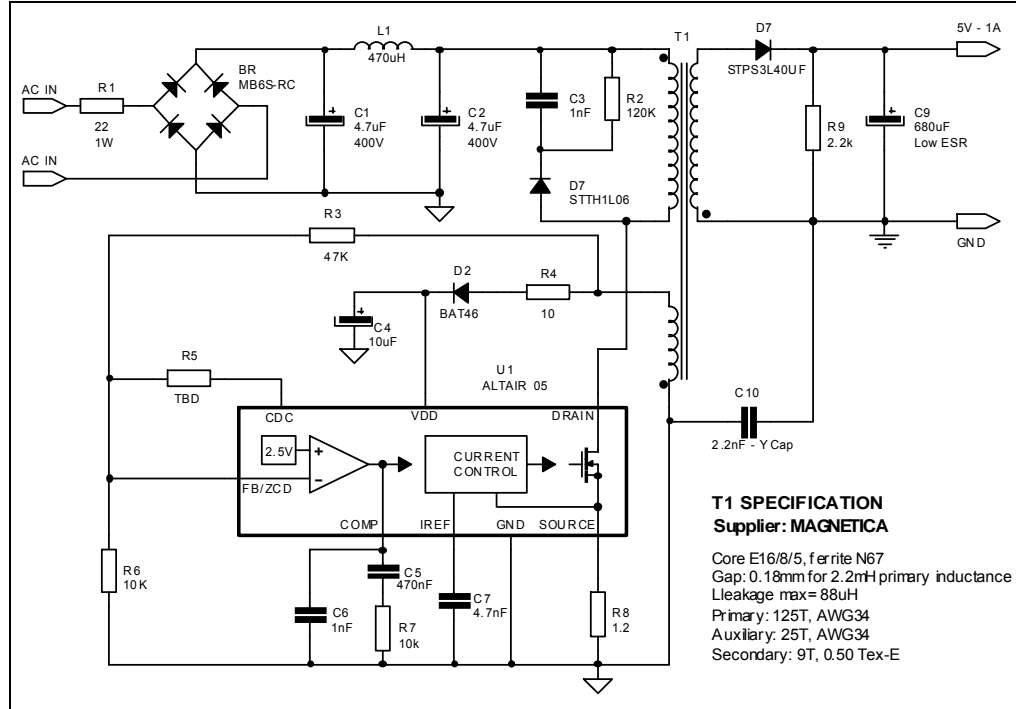 L1
470uH
T1
D7
STPS3L40UF
5V - 1A
BR
MB6S-RC
AC IN
R1
22
1W
C1
4.7uF
400V
C2
4.7uF
400V
C3
1nF
R2
120K
R9
2.2k
C9
680uF
Low ESR
AC IN
D7
STTH1L06
GND
R3
47K
D2
BAT46
R4
10
C4
10uF
U1
ALTAIR 05
R5
TBD
C10
2.2nF - Y Cap
CDC
VDD
DRAIN
2.5V
+
-
CURRENT
CONTROL
FB/ZCD
COMP
IREF
GND
SOURCE
R6
10K
C6
1nF
C5
470nF
R7
10k
C7
4.7nF
R8
1.2
T1 SPECIFICATION
Supplier: MAGNETICA
Core E16/8/5, ferrite N67
Gap: 0.18mm for 2.2mH primary inductance
Lleakage max= 88uH
Primary: 125T, AWG34
Auxiliary: 25T, AWG34
Secondary: 9T, 0.50 Tex-E